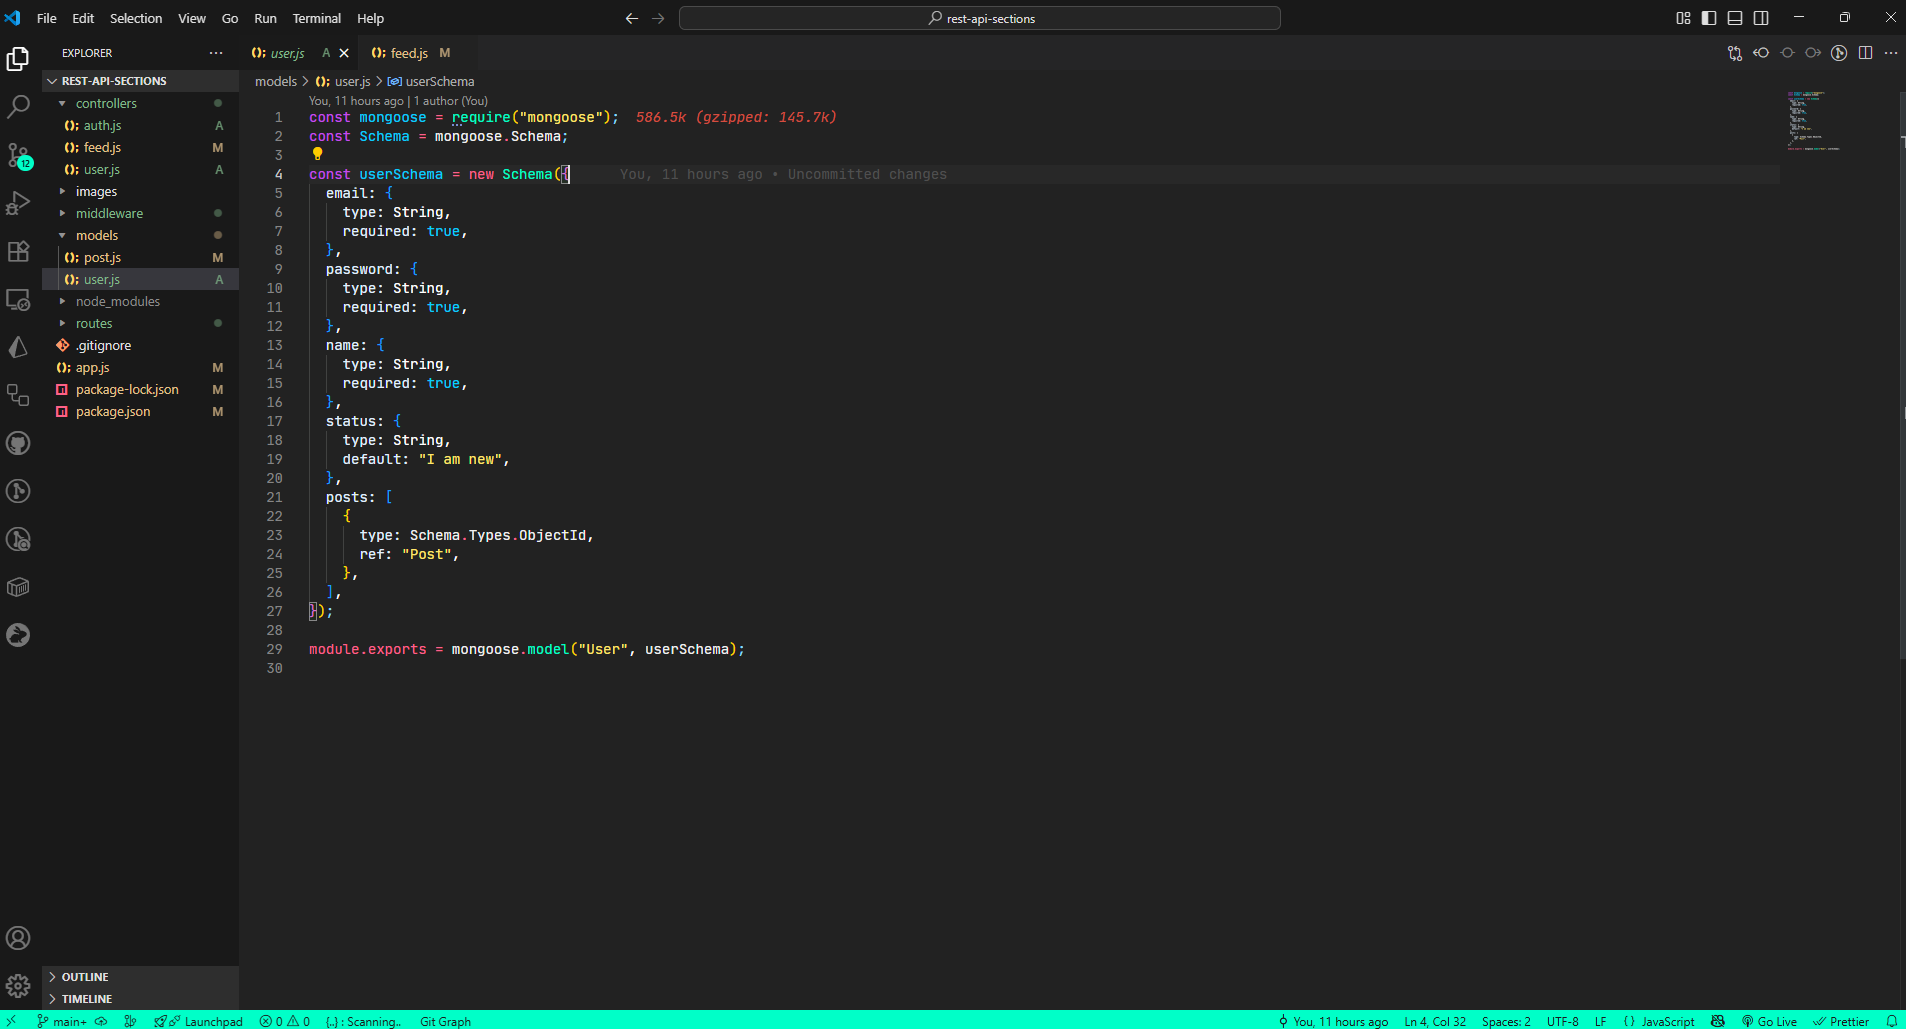 File Edit Selection View Go Run Terminal Help
rest-api-sections
EXPLORER
REST-API-SECTIONS
controllers
auth.js A
feed.js M
user.js A
images
middleware
models
post.js M
user.js A
node_modules
routes
.gitignore
app.js M
package-lock.json M
package.json M
OUTLINE
TIMELINE
12
user.js A
feed.js M
models > user.js > userSchema
You, 11 hours ago | 1 author (You)
1 const mongoose = require("mongoose"); 586.5k (gzipped: 145.7k)
2 const Schema = mongoose.Schema;
3
4 const userSchema = new Schema({ You, 11 hours ago • Uncommitted changes
5 email: {
6 type: String,
7 required: true,
8 },
9 password: {
10 type: String,
11 required: true,
12 },
13 name: {
14 type: String,
15 required: true,
16 },
17 status: {
18 type: String,
19 default: "I am new",
20 },
21 posts: [
22 {
23 type: Schema.Types.ObjectId,
24 ref: "Post",
25 },
26 ],
27 });
28
29 module.exports = mongoose.model("User", userSchema);
30
main+ Launchpad 0 0 {..} : Scanning.. Git Graph You, 11 hours ago Ln 4, Col 32 Spaces: 2 UTF-8 LF {} JavaScript Go Live Prettier